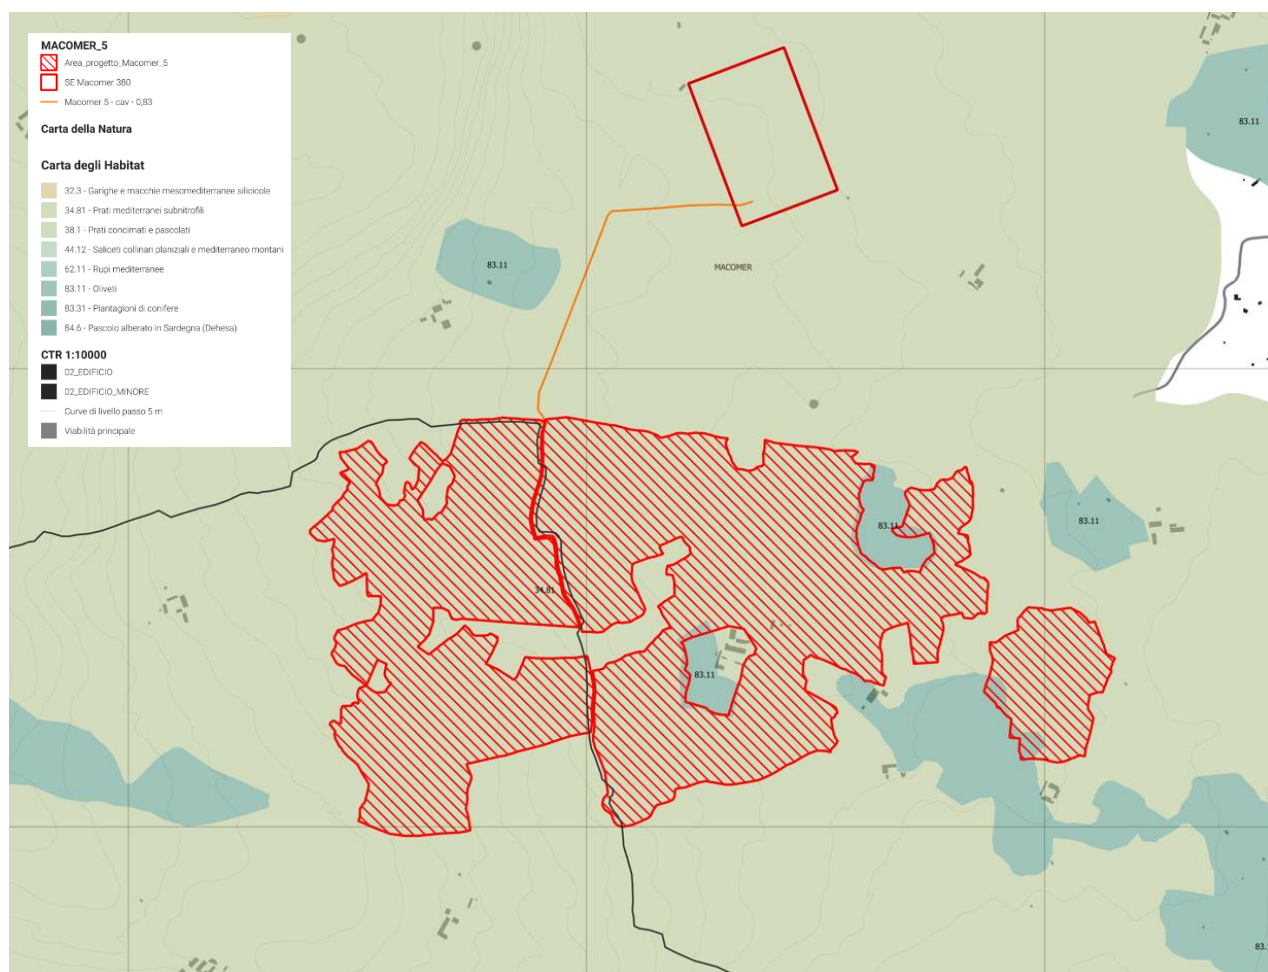 MACOMER_5
Area_progetto_Macomer_5
SE Macomer 380
Macomer 5 - cav - 0,83
Carta della Natura
Carta degli Habitat
32.3 - Garighe e macchie mesomediterranee silicicole
34.81 - Prati mediterranei subnitrofili
38.1 - Prati concimati e pascolati
44.12 - Saliceti collinari planiziali e mediterraneo montani
62.11 - Rupi mediterranee
83.11 - Oliveti
83.31 - Piantagioni di conifere
84.6 - Pascolo alberato in Sardegna (Dehesa)
CTR 1:10000
02_EDIFICIO
02_EDIFICIO_MINORE
Curve di livello passo 5 m
Viabilità principale
83.11
83.11
MACOMER
83.11
83.11
34.81
83.11
83.